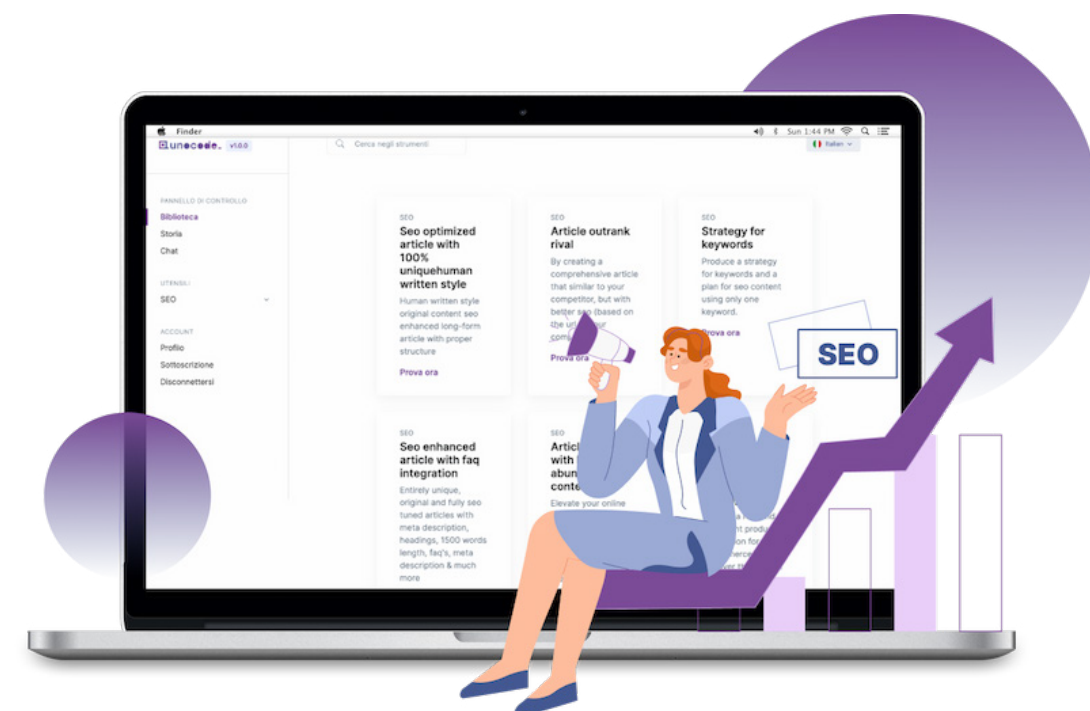 Finder
Sun 1:44 PM
unocode. v1.0.0
Cerca negli strumenti
Italian
PANNELLO DI CONTROLLO
Biblioteca
Storia
Chat
UTENSILI
SEO
ACCOUNT
Profilo
Sottoscrizione
Disconnettersi
SEO
Seo optimized
article with
100%
uniquehuman
written style
Human written style
original content seo
enhanced long-form
article with proper
structure
Prova ora
SEO
Article outrank
rival
By creating a
comprehensive article
that similar to your
competitor, but with
better seo (based on
the url
Prova ora
SEO
Strategy for
keywords
Produce a strategy
for keywords and a
plan for seo content
using only one
keyword.
Prova ora
SEO
SEO
Seo enhanced
article with faq
integration
Entirely unique,
original and fully seo
tuned articles with
meta description,
headings, 1500 words
length, faq's, meta
description & much
more
SEO
Elevate your online